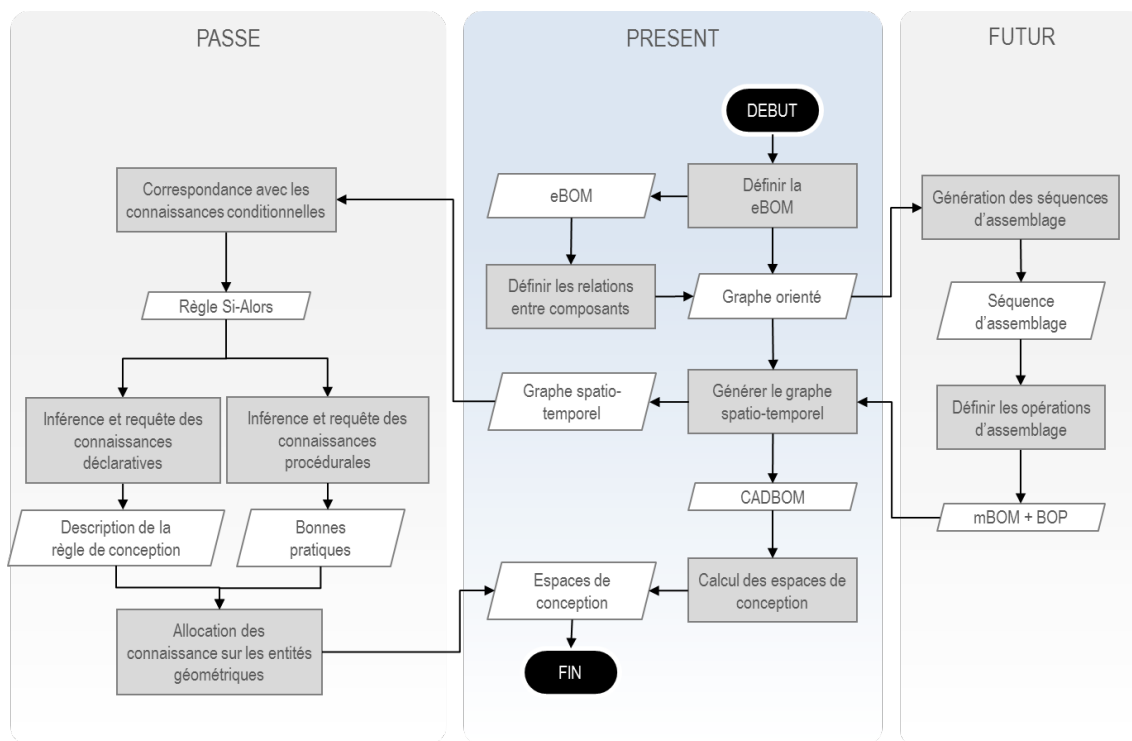 PASSE
PRESENT
FUTUR
DEBUT
Correspondance avec les
connaissances conditionnelles
eBOM
Définir la
eBOM
Génération des séquences
d'assemblage
Règle Si-Alors
Définir les relations
entre composants
Graphe orienté
Séquence
d'assemblage
Inférence et requête des
connaissances
déclaratives
Inférence et requête des
connaissances
procédurales
Graphe spatio-
temporel
Générer le graphe
spatio-temporel
Définir les opérations
d'assemblage
CADBOM
mBOM + BOP
Description de la
règle de conception
Bonnes
pratiques
Espaces de
conception
Calcul des espaces de
conception
Allocation des
connaissance sur les entités
géométriques
FIN